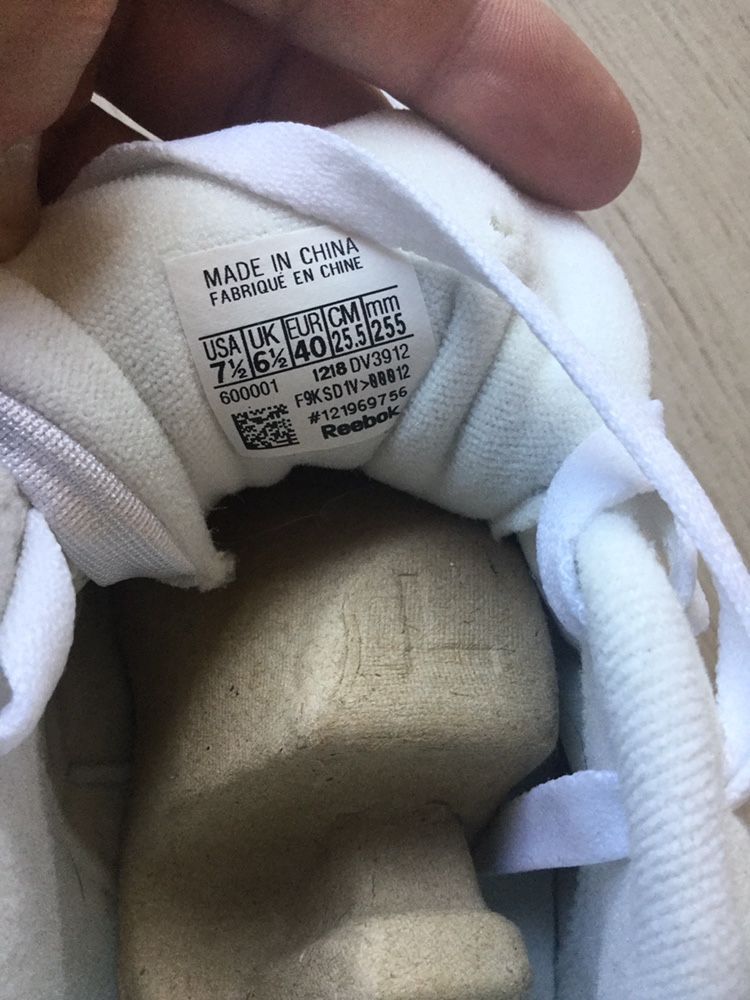 MADE IN CHINA
FABRIQUÉ EN CHINE
USA UK EUR CM mm
7½ 6½ 40 25.5 255
600001 1218 DV3912
F9KSD1V>00012
#121969756
Reebok